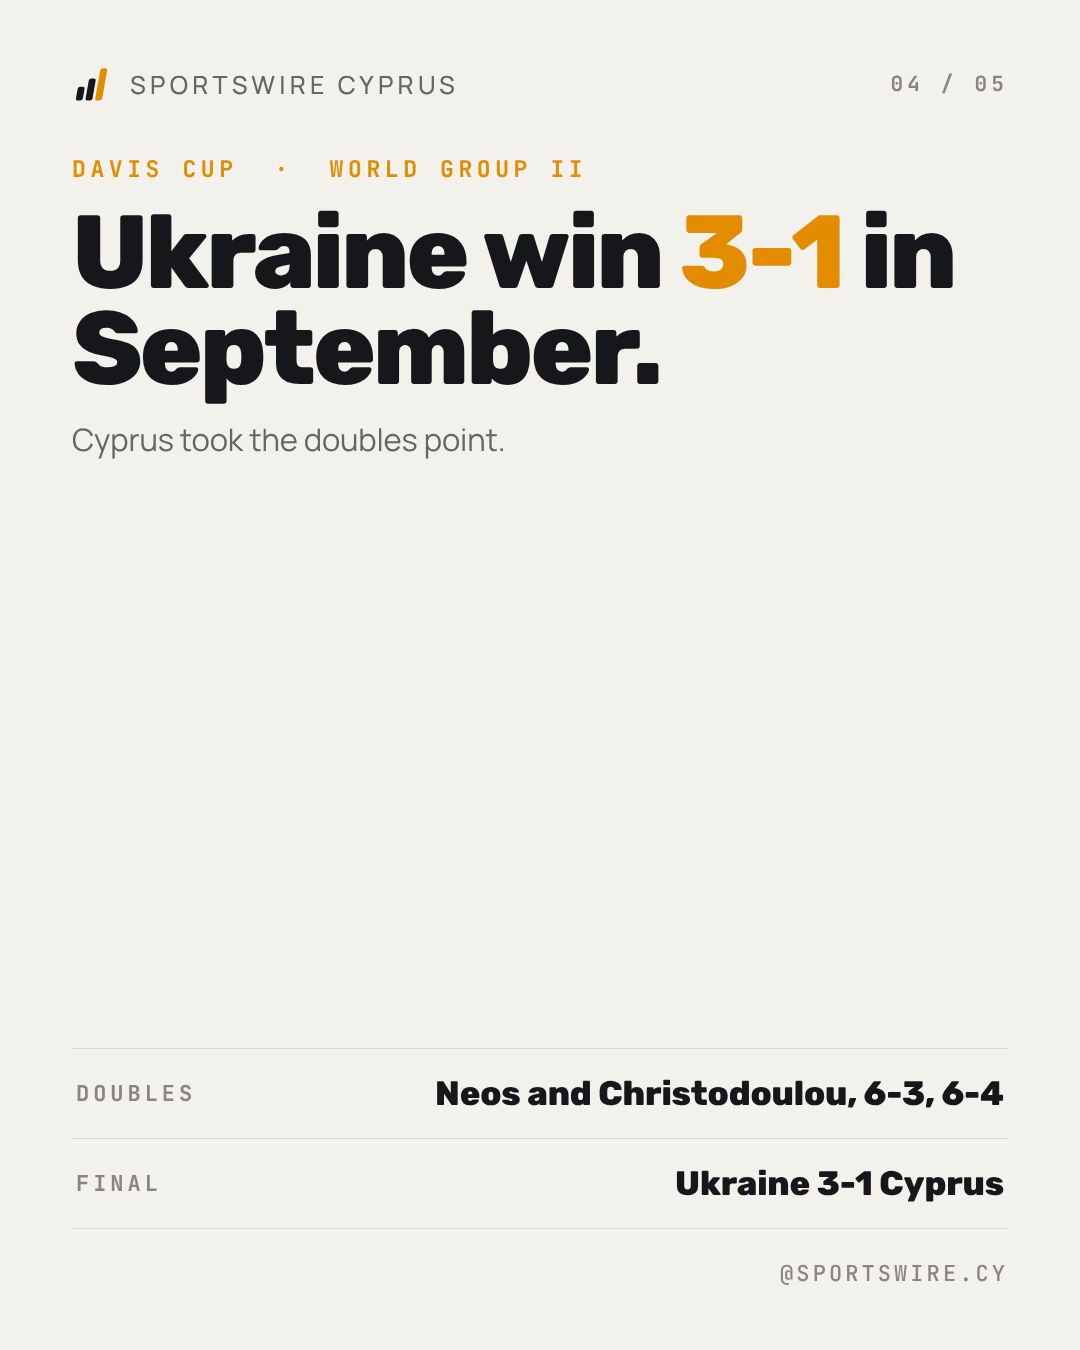 SPORTSWIRE CYPRUS
04 / 05
DAVIS CUP · WORLD GROUP II
Ukraine win 3-1 in
September.
Cyprus took the doubles point.
DOUBLES
Neos and Christodoulou, 6-3, 6-4
FINAL
Ukraine 3-1 Cyprus
@SPORTSWIRE.CY